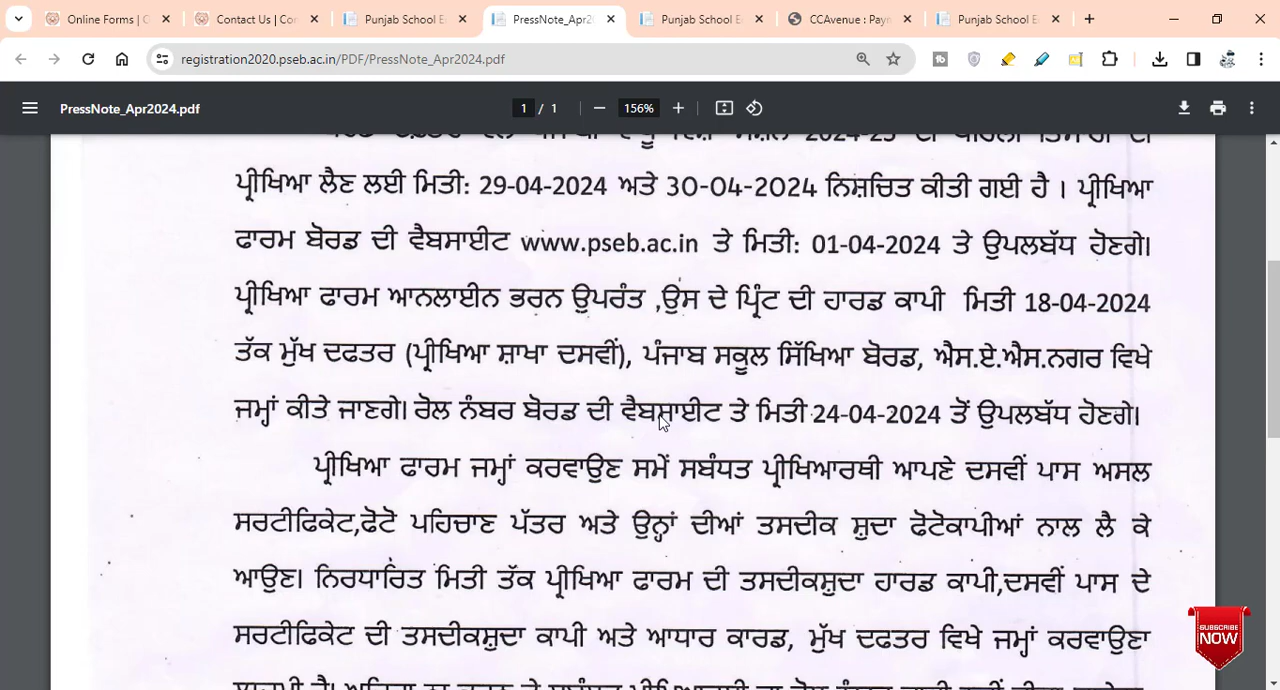 Online Forms | C
Contact Us | Con
Punjab School E
PressNote_Apr2
Punjab School E
CCAvenue : Payr
Punjab School E
registration2020.pseb.ac.in/PDF/PressNote_Apr2024.pdf
PressNote_Apr2024.pdf
1 / 1
156%
2024-25 ਦੀ
ਪ੍ਰੀਖਿਆ ਲੈਣ ਲਈ ਮਿਤੀ: 29-04-2024 ਅਤੇ 30-04-2024 ਨਿਸ਼ਚਿਤ ਕੀਤੀ ਗਈ ਹੈ । ਪ੍ਰੀਖਿਆ
ਫਾਰਮ ਬੋਰਡ ਦੀ ਵੈਬਸਾਈਟ www.pseb.ac.in ਤੇ ਮਿਤੀ: 01-04-2024 ਤੇ ਉਪਲਬੱਧ ਹੋਣਗੇ।
ਪ੍ਰੀਖਿਆ ਫਾਰਮ ਆਨਲਾਈਨ ਭਰਨ ਉਪਰੰਤ ,ਉਸ ਦੇ ਪ੍ਰਿੰਟ ਦੀ ਹਾਰਡ ਕਾਪੀ ਮਿਤੀ 18-04-2024
ਤੱਕ ਮੁੱਖ ਦਫਤਰ (ਪ੍ਰੀਖਿਆ ਸ਼ਾਖਾ ਦਸਵੀਂ), ਪੰਜਾਬ ਸਕੂਲ ਸਿੱਖਿਆ ਬੋਰਡ, ਐਸ.ਏ.ਐਸ.ਨਗਰ ਵਿਖੇ
ਜਮ੍ਹਾਂ ਕੀਤੇ ਜਾਣਗੇ। ਰੋਲ ਨੰਬਰ ਬੋਰਡ ਦੀ ਵੈਬਸਾਈਟ ਤੇ ਮਿਤੀ 24-04-2024 ਤੋਂ ਉਪਲਬੱਧ ਹੋਣਗੇ।
ਪ੍ਰੀਖਿਆ ਫਾਰਮ ਜਮ੍ਹਾਂ ਕਰਵਾਉਣ ਸਮੇਂ ਸਬੰਧਤ ਪ੍ਰੀਖਿਆਰਥੀ ਆਪਣੇ ਦਸਵੀਂ ਪਾਸ ਅਸਲ
ਸਰਟੀਫਿਕੇਟ,ਫੋਟੋ ਪਹਿਚਾਣ ਪੱਤਰ ਅਤੇ ਉਨ੍ਹਾਂ ਦੀਆਂ ਤਸਦੀਕ ਸ਼ੁਦਾ ਫੋਟੋਕਾਪੀਆਂ ਨਾਲ ਲੈ ਕੇ
ਆਉਣ। ਨਿਰਧਾਰਿਤ ਮਿਤੀ ਤੱਕ ਪ੍ਰੀਖਿਆ ਫਾਰਮ ਦੀ ਤਸਦੀਕਸ਼ੁਦਾ ਹਾਰਡ ਕਾਪੀ,ਦਸਵੀਂ ਪਾਸ ਦੇ
ਸਰਟੀਫਿਕੇਟ ਦੀ ਤਸਦੀਕਸ਼ੁਦਾ ਕਾਪੀ ਅਤੇ ਆਧਾਰ ਕਾਰਡ, ਮੁੱਖ ਦਫਤਰ ਵਿਖੇ ਜਮ੍ਹਾਂ ਕਰਵਾਉਣਾ
SUBSCRIBE
NOW